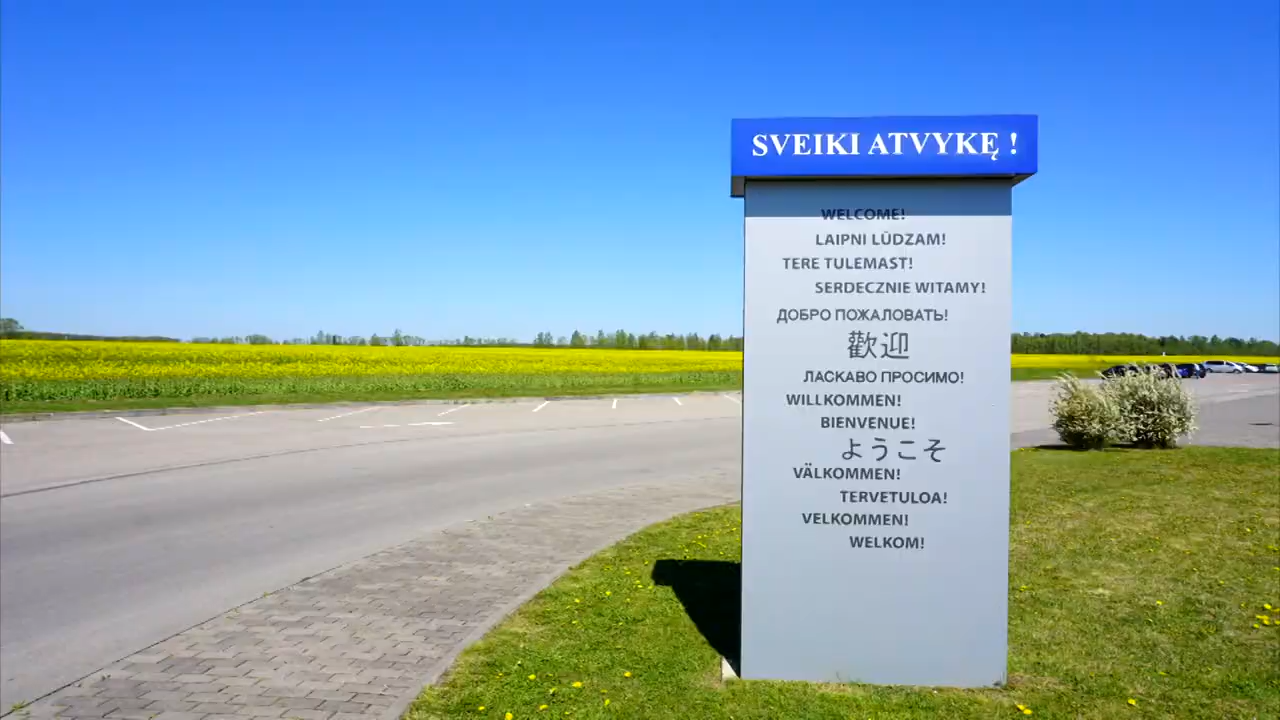 SVEIKI ATVYKĘ !
WELCOME!
LAIPNI LŪDZAM!
TERE TULEMAST!
SERDECZNIE WITAMY!
ДОБРО ПОЖАЛОВАТЬ!
歡迎
ЛАСКАВО ПРОСИМО!
WILLKOMMEN!
BIENVENUE!
ようこそ
VÄLKOMMEN!
TERVETULOA!
VELKOMMEN!
WELKOM!